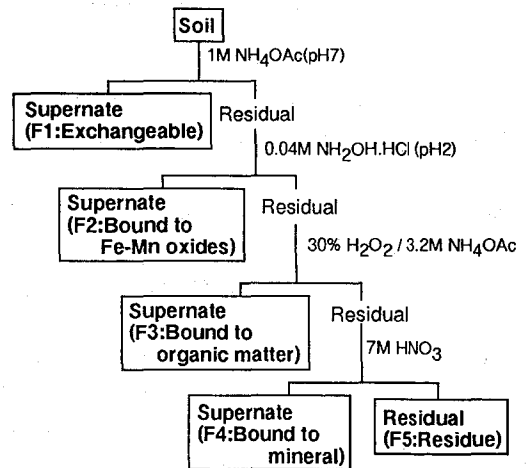 Soil
1M NH₄OAc(pH7)
Supernate
(F1:Exchangeable)
Residual
0.04M NH₂OH.HCl (pH2)
Supernate
(F2:Bound to
Fe-Mn oxides)
Residual
30% H₂O₂ / 3.2M NH₄OAc
Supernate
(F3:Bound to
organic matter)
Residual
7M HNO₃
Supernate
(F4:Bound to
mineral)
Residual
(F5:Residue)